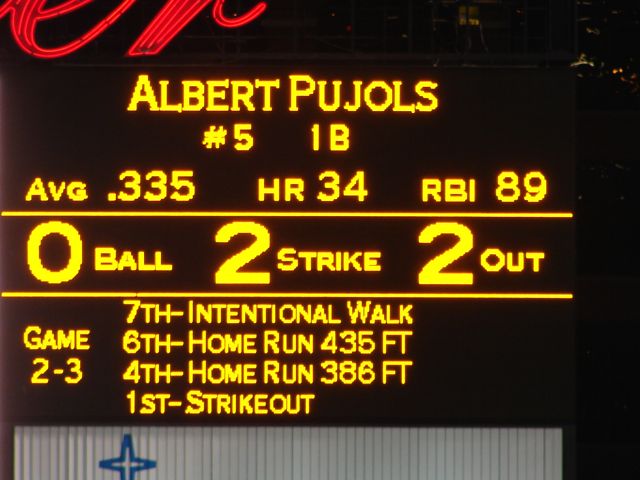 ALBERT PUJOLS
#5 1B
AVG .335 HR 34 RBI 89
0 BALL 2 STRIKE 2 OUT
GAME 2-3
7TH-INTENTIONAL WALK
6TH-HOME RUN 435 FT
4TH-HOME RUN 386 FT
1ST-STRIKEOUT